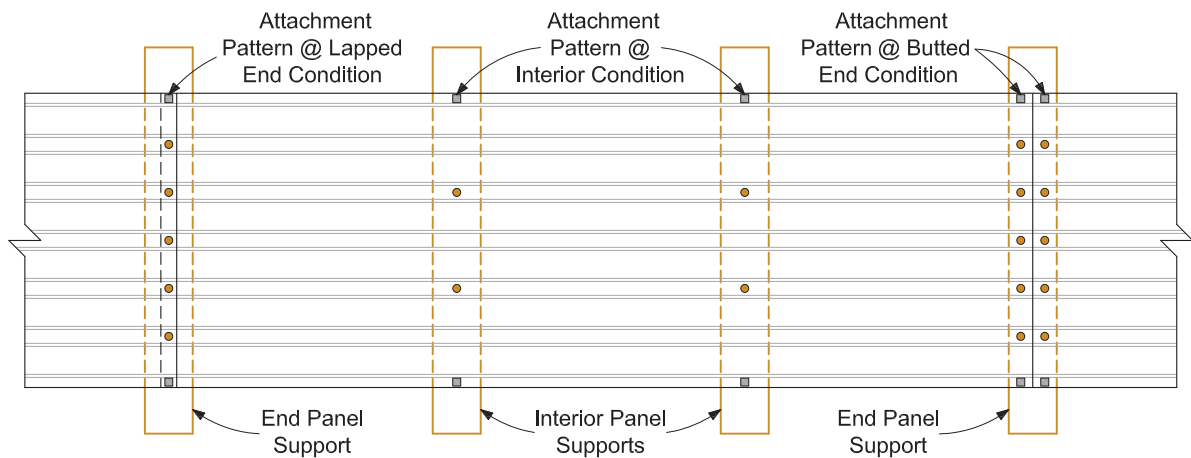 Attachment
Pattern @ Lapped
End Condition
Attachment
Pattern @
Interior Condition
Attachment
Pattern @ Butted
End Condition
End Panel
Support
Interior Panel
Supports
End Panel
Support